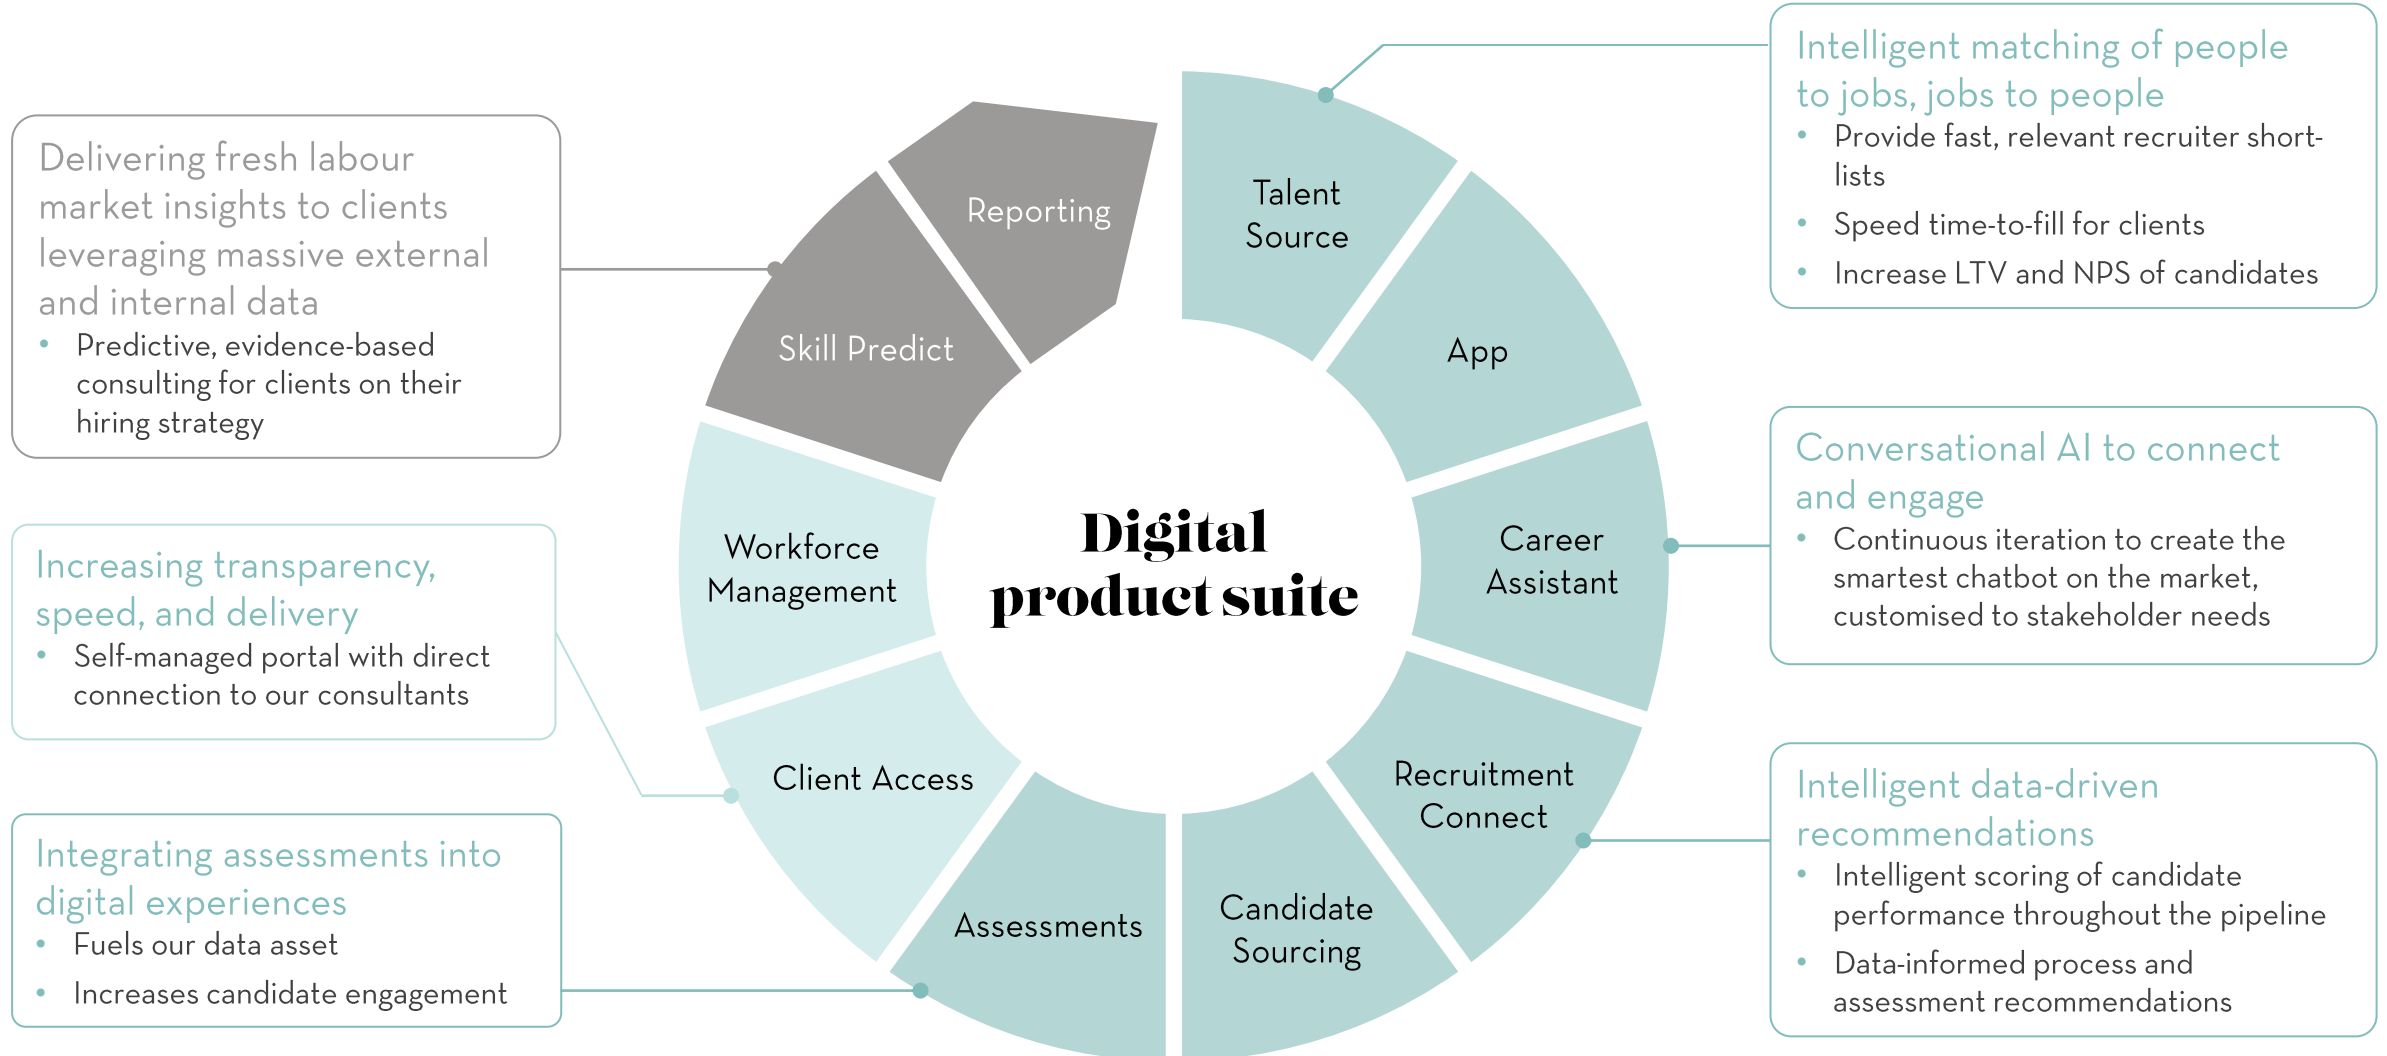 Delivering fresh labour
market insights to clients
leveraging massive external
and internal data
• Predictive, evidence-based
consulting for clients on their
hiring strategy
Increasing transparency,
speed, and delivery
• Self-managed portal with direct
connection to our consultants
Integrating assessments into
digital experiences
• Fuels our data asset
• Increases candidate engagement
Reporting
Skill Predict
Workforce
Management
Client Access
Assessments
Digital
product suite
Talent
Source
App
Career
Assistant
Recruitment
Connect
Candidate
Sourcing
Intelligent matching of people
to jobs, jobs to people
• Provide fast, relevant recruiter short-
lists
• Speed time-to-fill for clients
• Increase LTV and NPS of candidates
Conversational AI to connect
and engage
• Continuous iteration to create the
smartest chatbot on the market,
customised to stakeholder needs
Intelligent data-driven
recommendations
• Intelligent scoring of candidate
performance throughout the pipeline
• Data-informed process and
assessment recommendations